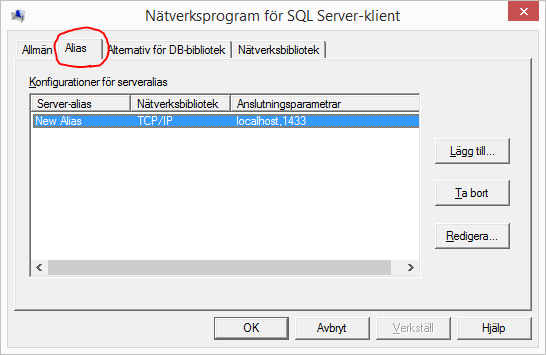 Nätverksprogram för SQL Server-klient
Allmän Alias Alternativ för DB-bibliotek Nätverksbibliotek
Konfigurationer för serveralias
Server-alias Nätverksbibliotek Anslutningsparametrar
New Alias TCP/IP localhost,1433
Lägg till...
Ta bort
Redigera...
OK Avbryt Verkställ Hjälp